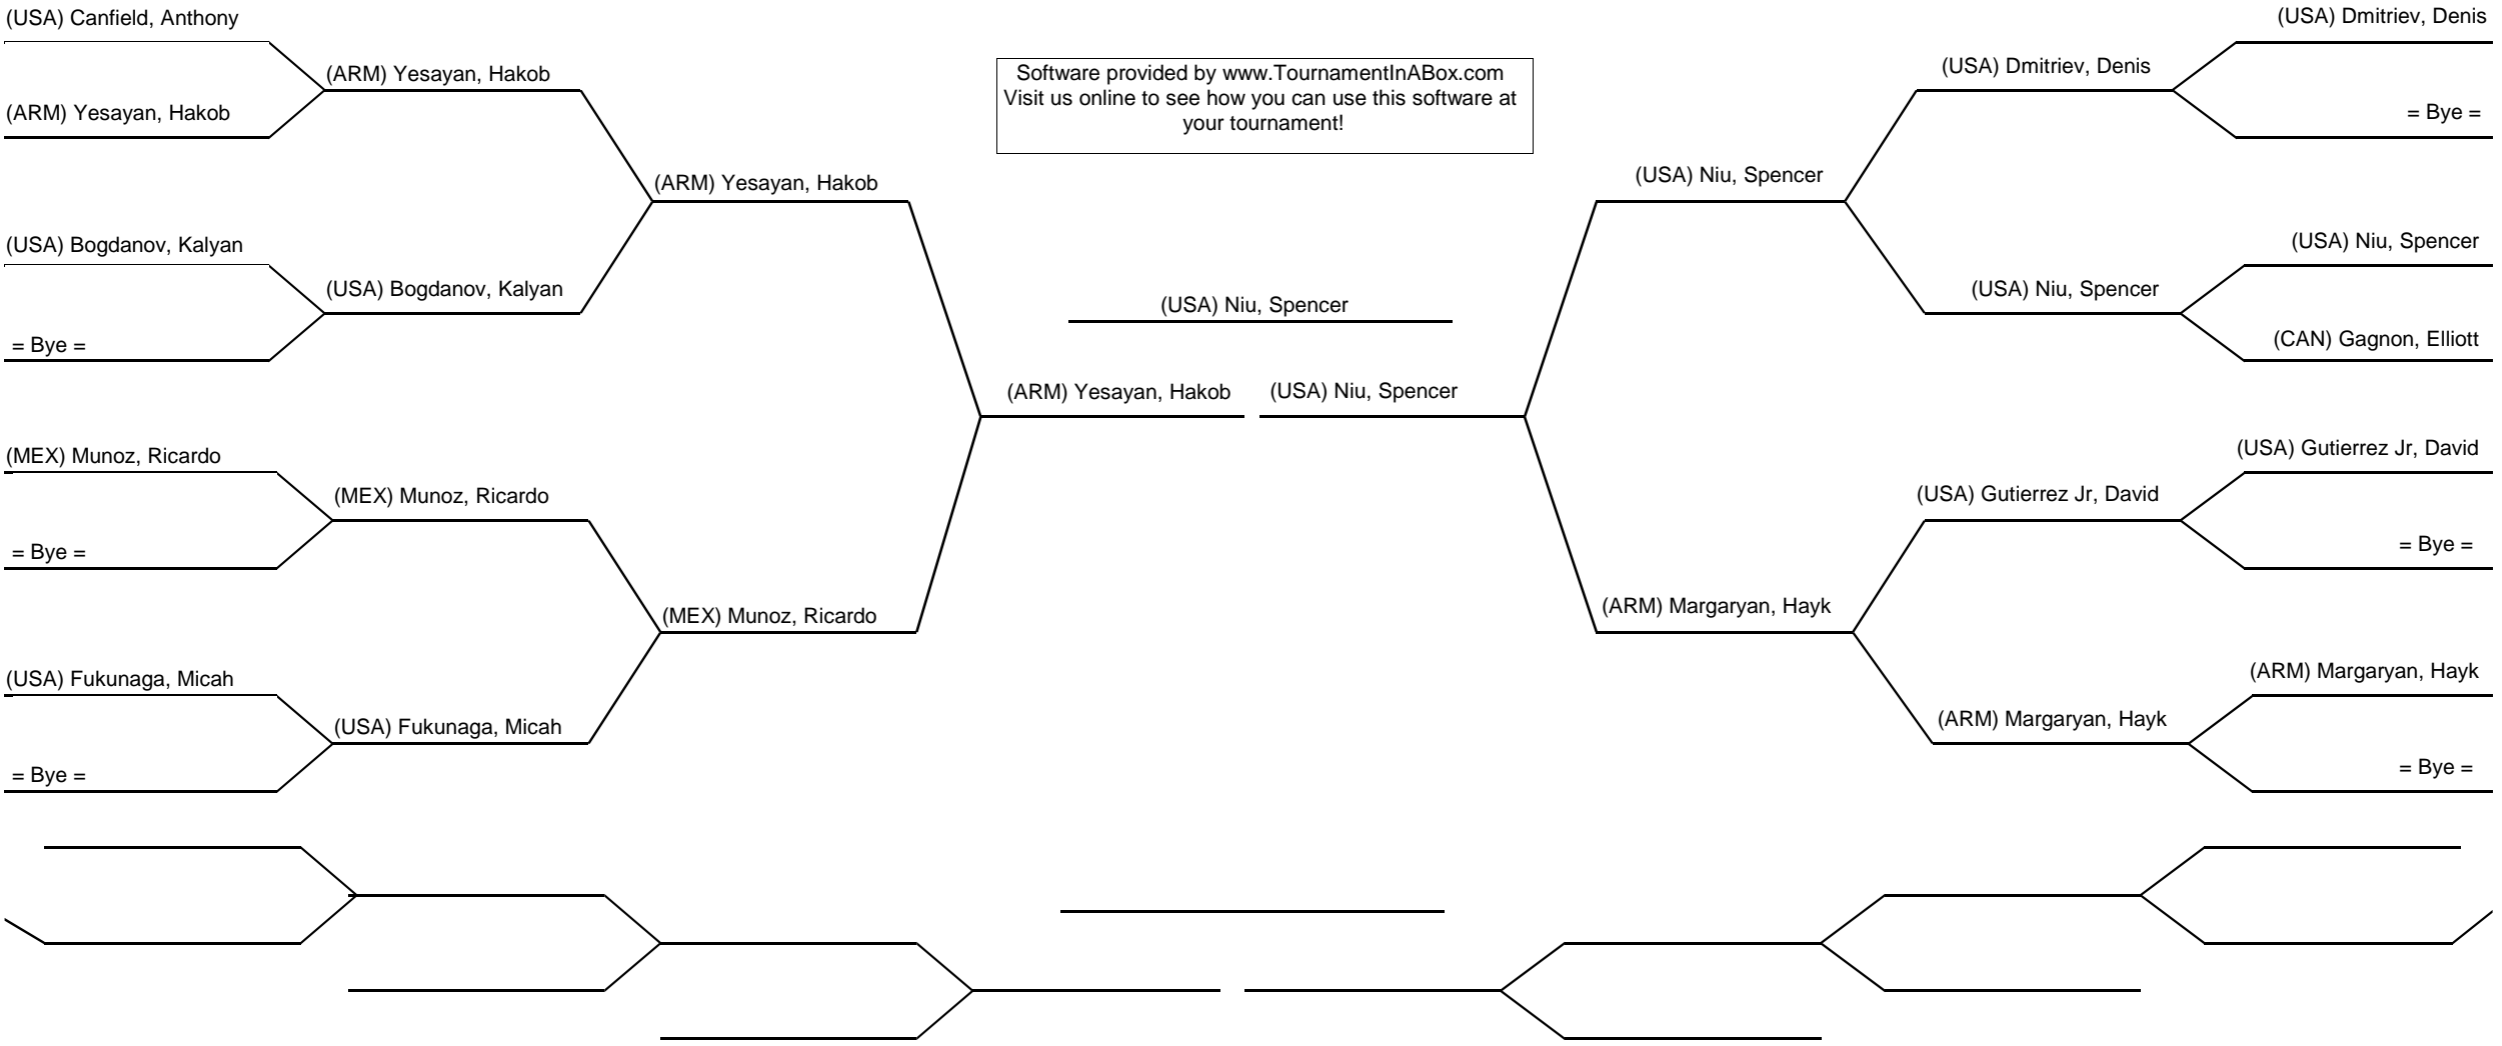 (USA) Canfield, Anthony
(ARM) Yesayan, Hakob
(USA) Bogdanov, Kalyan
= Bye =
(MEX) Munoz, Ricardo
= Bye =
(USA) Fukunaga, Micah
= Bye =
(ARM) Yesayan, Hakob
(USA) Bogdanov, Kalyan
(MEX) Munoz, Ricardo
(USA) Fukunaga, Micah
(ARM) Yesayan, Hakob
(MEX) Munoz, Ricardo
Software provided by www.TournamentInABox.com
Visit us online to see how you can use this software at
your tournament!
(USA) Niu, Spencer
(ARM) Yesayan, Hakob
(USA) Niu, Spencer
(USA) Niu, Spencer
(ARM) Margaryan, Hayk
(USA) Dmitriev, Denis
(USA) Niu, Spencer
(USA) Gutierrez Jr, David
(ARM) Margaryan, Hayk
(USA) Dmitriev, Denis
= Bye =
(USA) Niu, Spencer
(CAN) Gagnon, Elliott
(USA) Gutierrez Jr, David
= Bye =
(ARM) Margaryan, Hayk
= Bye =